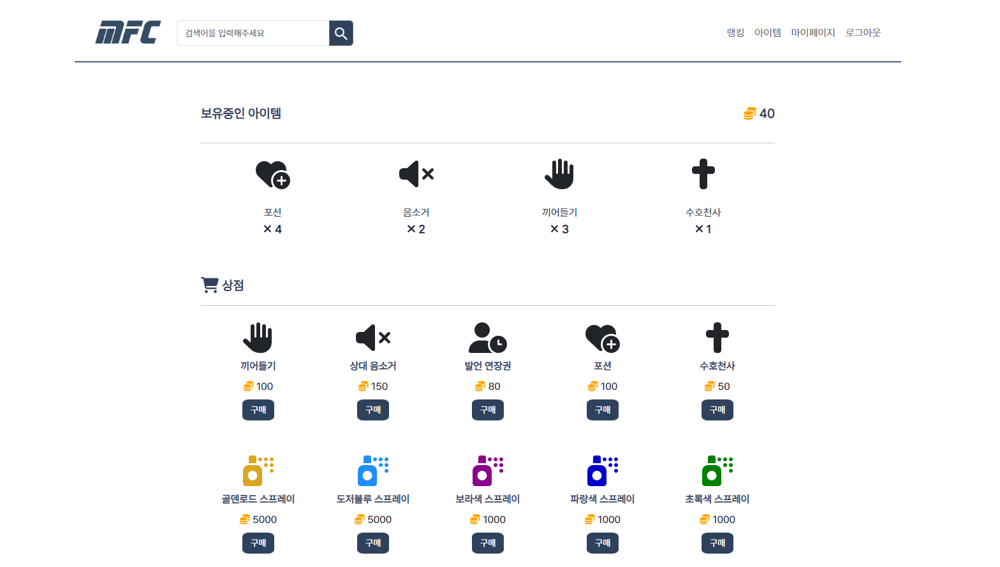 MFC
검색어를 입력해주세요
랭킹 아이템 마이페이지 로그아웃
보유중인 아이템
40
포션 음소거 끼어들기 수호천사
× 4 × 2 × 3 × 1
상점
끼어들기 상대 음소거 발언 연장권 포션 수호천사
100 150 80 100 50
구매 구매 구매 구매 구매
골덴로드 스프레이 도저블루 스프레이 보라색 스프레이 파랑색 스프레이 초록색 스프레이
5000 5000 1000 1000 1000
구매 구매 구매 구매 구매